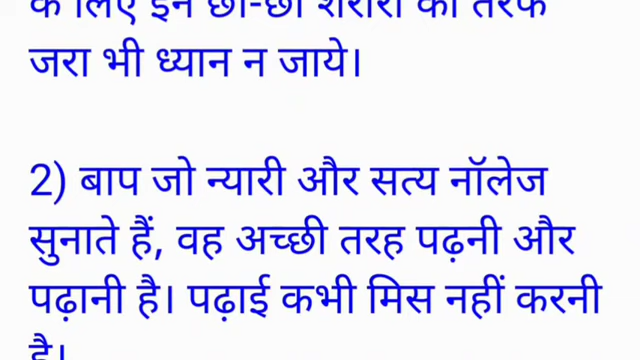 के लिए इन छी-छी शरीरों की तरफ
जरा भी ध्यान न जाये।
2) बाप जो न्यारी और सत्य नॉलेज
सुनाते हैं, वह अच्छी तरह पढ़नी और
पढ़ानी है। पढ़ाई कभी मिस नहीं करनी
है।